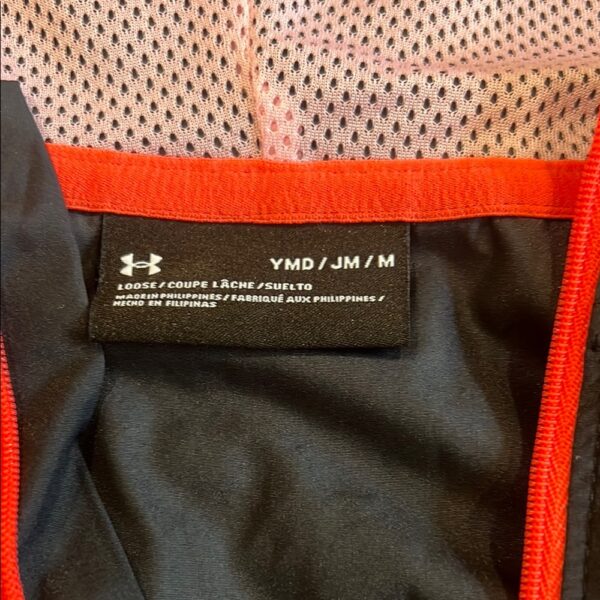 YMD / JM / M
LOOSE / COUPE LÂCHE / SUELTO
MADE IN PHILIPPINES / FABRIQUÉ AUX PHILIPPINES /
HECHO EN FILIPINAS